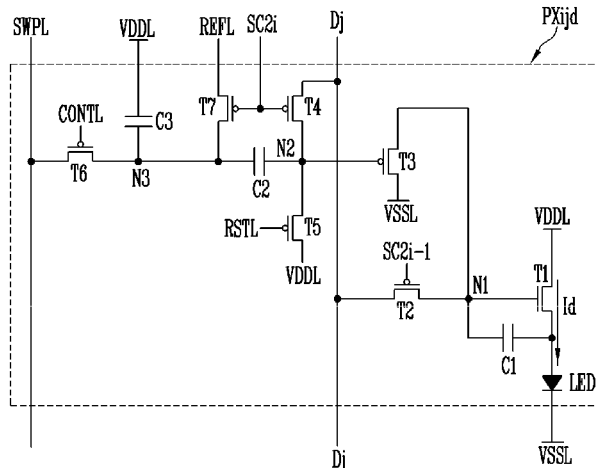 SWPL VDDL REFL SC2i Dj PXijd
CONTL T7 T4
C3
N2 T3
T6 N3 C2
VSSL
RSTL T5 VDDL
VDDL
SC2i-1
N1 T1
T2 Id
C1
LED
Dj VSSL